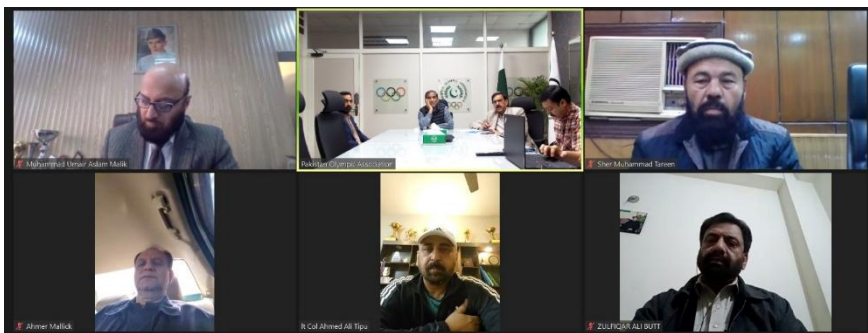 Muhammad Umair Aslam Malik
Pakistan Olympic Association
Sher Muhammad Tareen
Ahmer Mallick
lt Col Ahmed Ali Tipu
ZULFIQAR ALI BUTT